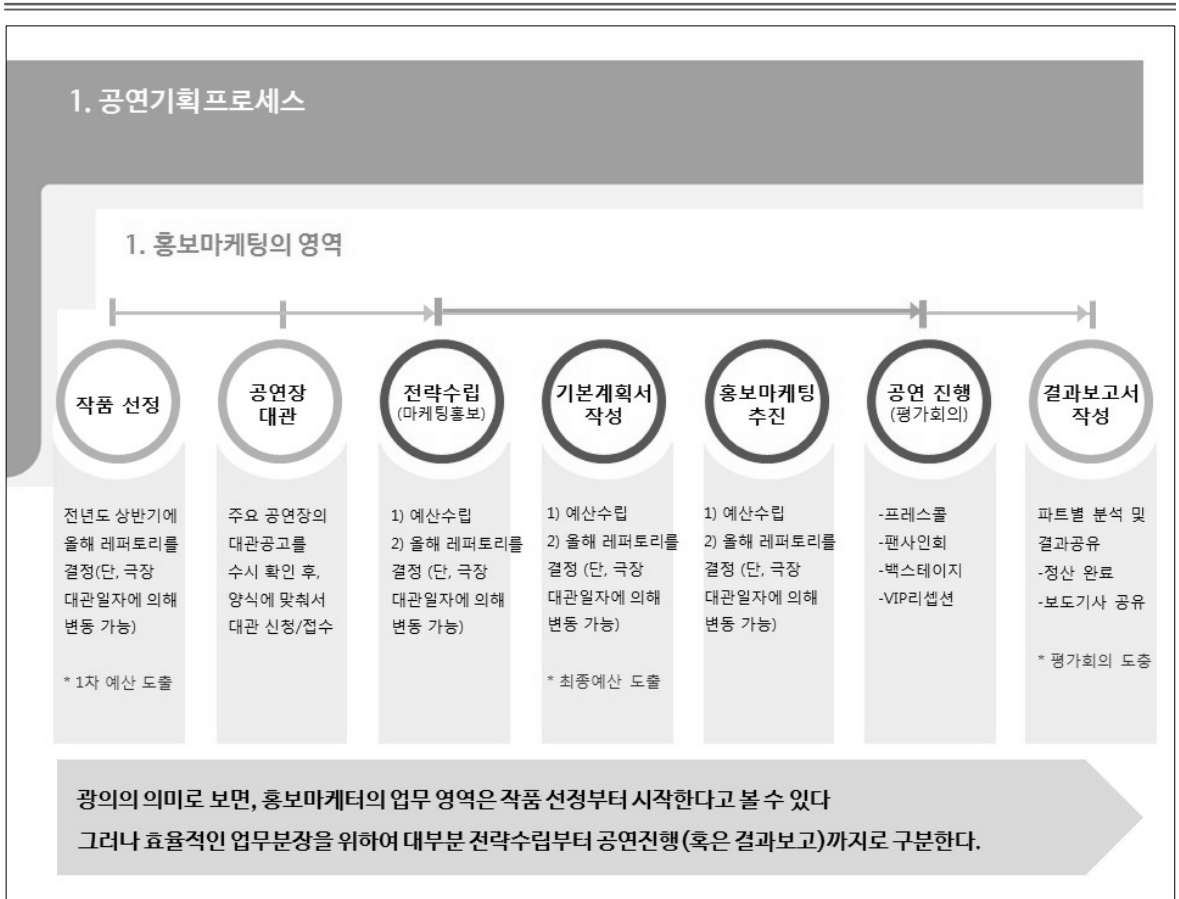 1. 공연기획프로세스
1. 홍보마케팅의 영역
작품 선정
전년도 상반기에
올해 레퍼토리를
결정(단, 극장
대관일자에 의해
변동 가능)
* 1차 예산 도출
공연장
대관
주요 공연장의
대관공고를
수시 확인 후,
양식에 맞춰서
대관 신청/접수
전략수립
(마케팅홍보)
1) 예산수립
2) 올해 레퍼토리를
결정 (단, 극장
대관일자에 의해
변동 가능)
기본계획서
작성
1) 예산수립
2) 올해 레퍼토리를
결정 (단, 극장
대관일자에 의해
변동 가능)
* 최종예산 도출
홍보마케팅
추진
1) 예산수립
2) 올해 레퍼토리를
결정 (단, 극장
대관일자에 의해
변동 가능)
공연 진행
(평가회의)
-프레스콜
-팬사인회
-백스테이지
-VIP리셉션
결과보고서
작성
파트별 분석 및
결과공유
-정산 완료
-보도기사 공유
* 평가회의 도충
광의의 의미로 보면, 홍보마케터의 업무 영역은 작품 선정부터 시작한다고 볼 수 있다
그러나 효율적인 업무분장을 위하여 대부분 전략수립부터 공연진행 (혹은 결과보고)까지로 구분한다.